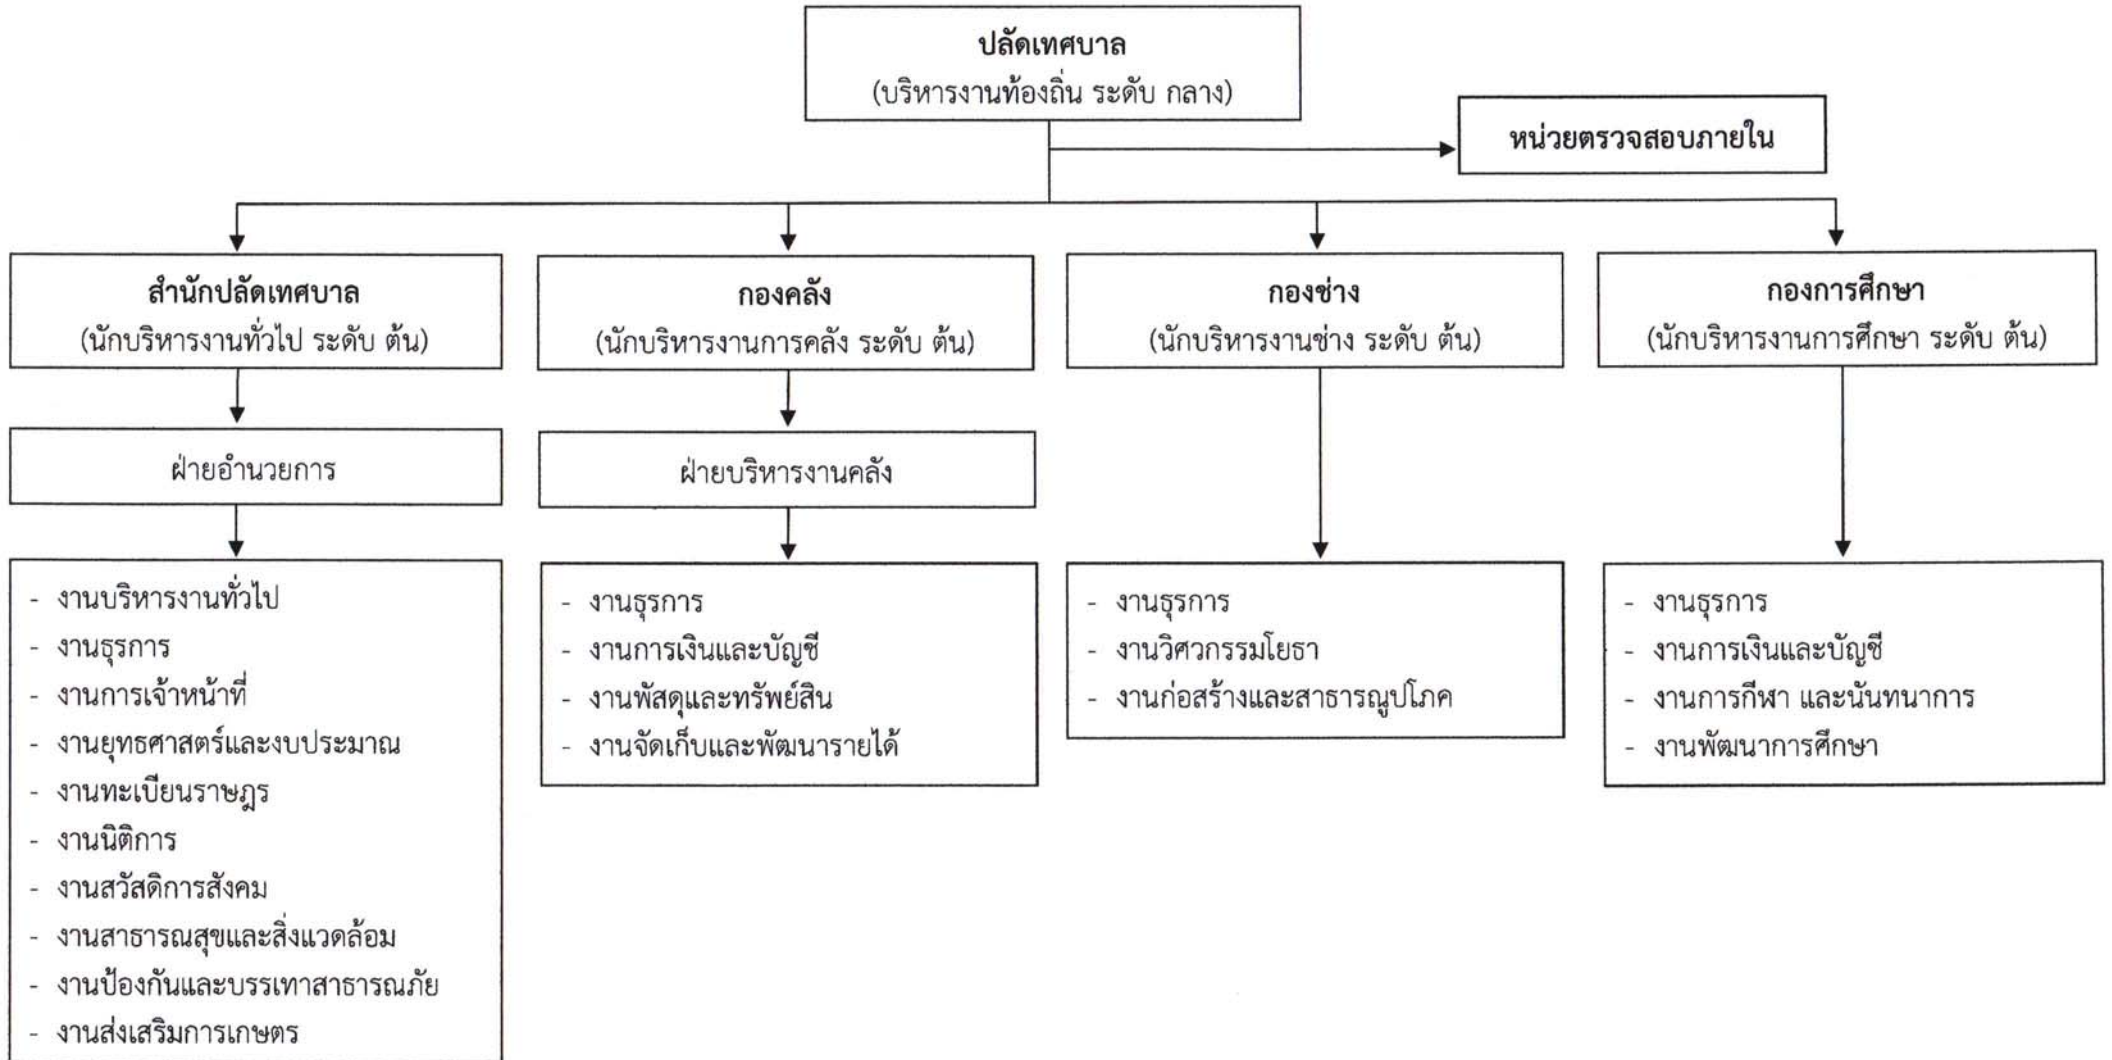 ปลัดเทศบาล
(บริหารงานท้องถิ่น ระดับ กลาง)
หน่วยตรวจสอบภายใน
สำนักปลัดเทศบาล
(นักบริหารงานทั่วไป ระดับ ต้น)
กองคลัง
(นักบริหารงานการคลัง ระดับ ต้น)
กองช่าง
(นักบริหารงานช่าง ระดับ ต้น)
กองการศึกษา
(นักบริหารงานการศึกษา ระดับ ต้น)
ฝ่ายอำนวยการ
ฝ่ายบริหารงานคลัง
- งานบริหารงานทั่วไป
- งานธุรการ
- งานการเจ้าหน้าที่
- งานยุทธศาสตร์และงบประมาณ
- งานทะเบียนราษฎร
- งานนิติการ
- งานสวัสดิการสังคม
- งานสาธารณสุขและสิ่งแวดล้อม
- งานป้องกันและบรรเทาสาธารณภัย
- งานส่งเสริมการเกษตร
- งานธุรการ
- งานการเงินและบัญชี
- งานพัสดุและทรัพย์สิน
- งานจัดเก็บและพัฒนารายได้
- งานธุรการ
- งานวิศวกรรมโยธา
- งานก่อสร้างและสาธารณูปโภค
- งานธุรการ
- งานการเงินและบัญชี
- งานการกีฬา และนันทนาการ
- งานพัฒนาการศึกษา